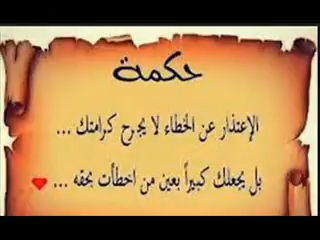 حكمة
الإعتذار عن الخطاء لا يجرح كرامتك ...
بل يجعلك كبيراً بعين من اخطأت بحقه ...